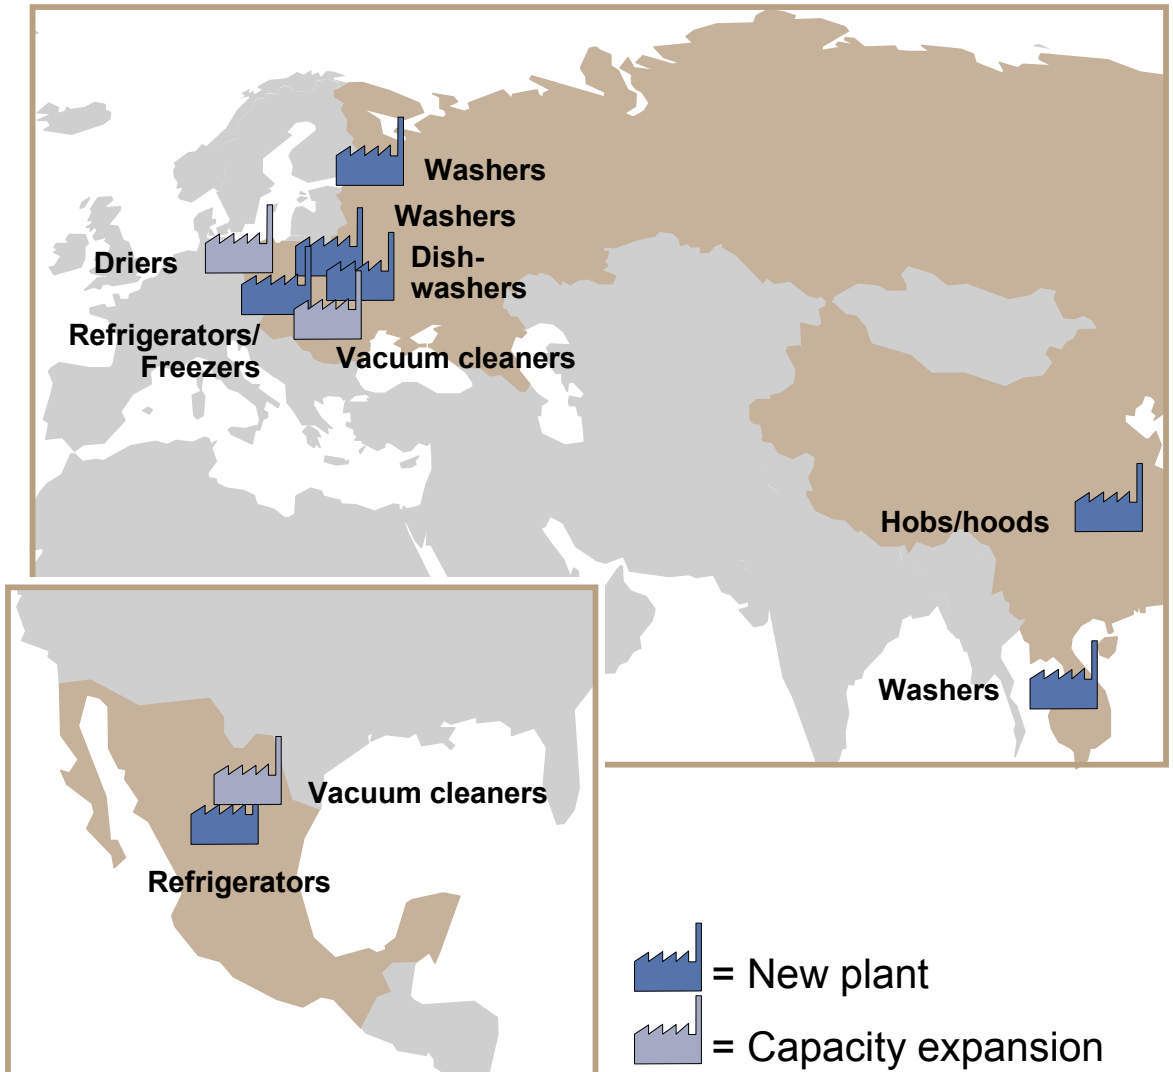 Washers
Washers
Driers
Dish-
washers
Refrigerators/
Freezers
Vacuum cleaners
Hobs/hoods
Washers
Vacuum cleaners
Refrigerators
= New plant
= Capacity expansion